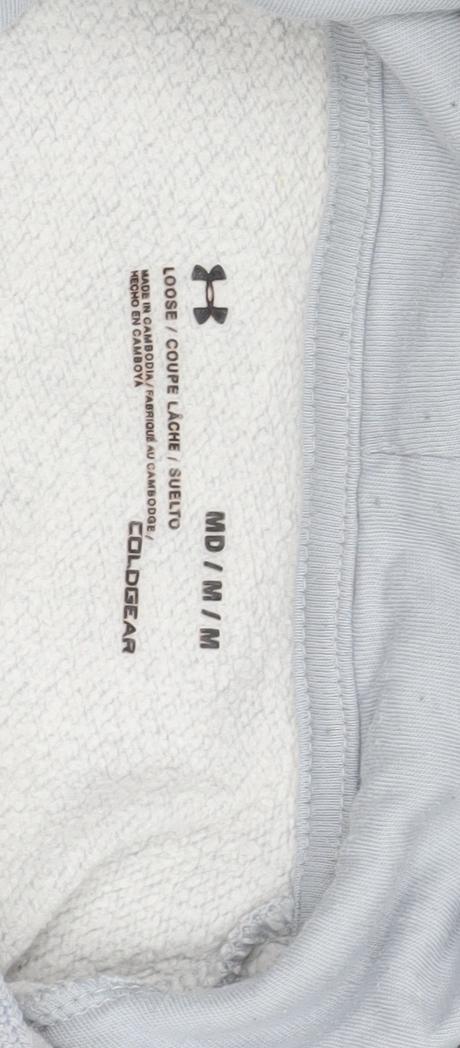 MD / M / M
LOOSE / COUPE LÂCHE / SUELTO
MADE IN CAMBODIA / FABRIQUÉ AU CAMBODGE /
HECHO EN CAMBOYA
COLDGEAR